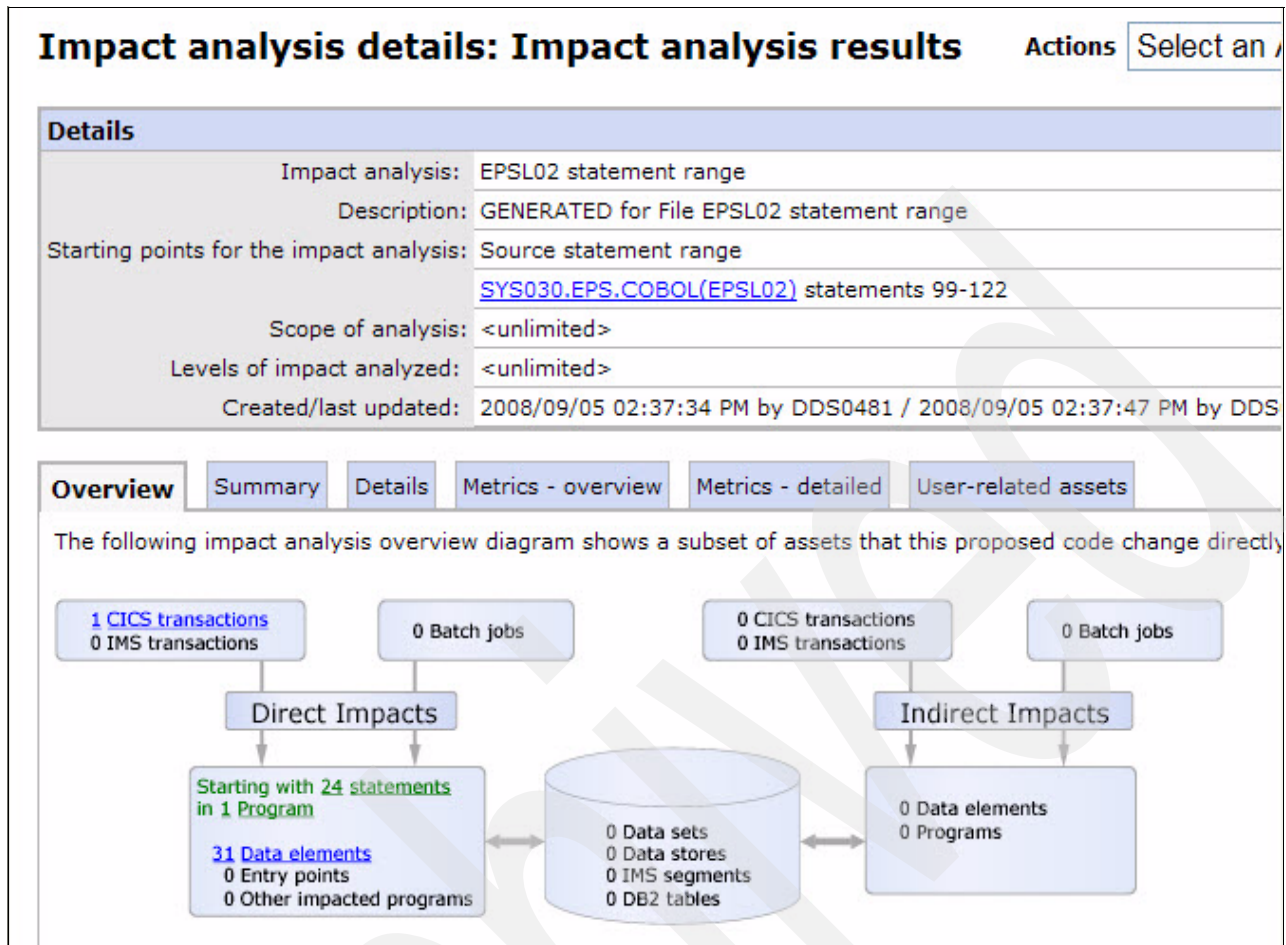 Impact analysis details: Impact analysis results Actions Select an
Details
Impact analysis: EPSL02 statement range
Description: GENERATED for File EPSL02 statement range
Starting points for the impact analysis: Source statement range
SYS030.EPS.COBOL(EPSL02) statements 99-122
Scope of analysis: <unlimited>
Levels of impact analyzed: <unlimited>
Created/last updated: 2008/09/05 02:37:34 PM by DDS0481 / 2008/09/05 02:37:47 PM by DDS
Overview Summary Details Metrics - overview Metrics - detailed User-related assets
The following impact analysis overview diagram shows a subset of assets that this proposed code change directly
1 CICS transactions
0 IMS transactions
0 Batch jobs
0 CICS transactions
0 IMS transactions
0 Batch jobs
Direct Impacts
Indirect Impacts
Starting with 24 statements
in 1 Program
31 Data elements
0 Entry points
0 Other impacted programs
0 Data sets
0 Data stores
0 IMS segments
0 DB2 tables
0 Data elements
0 Programs